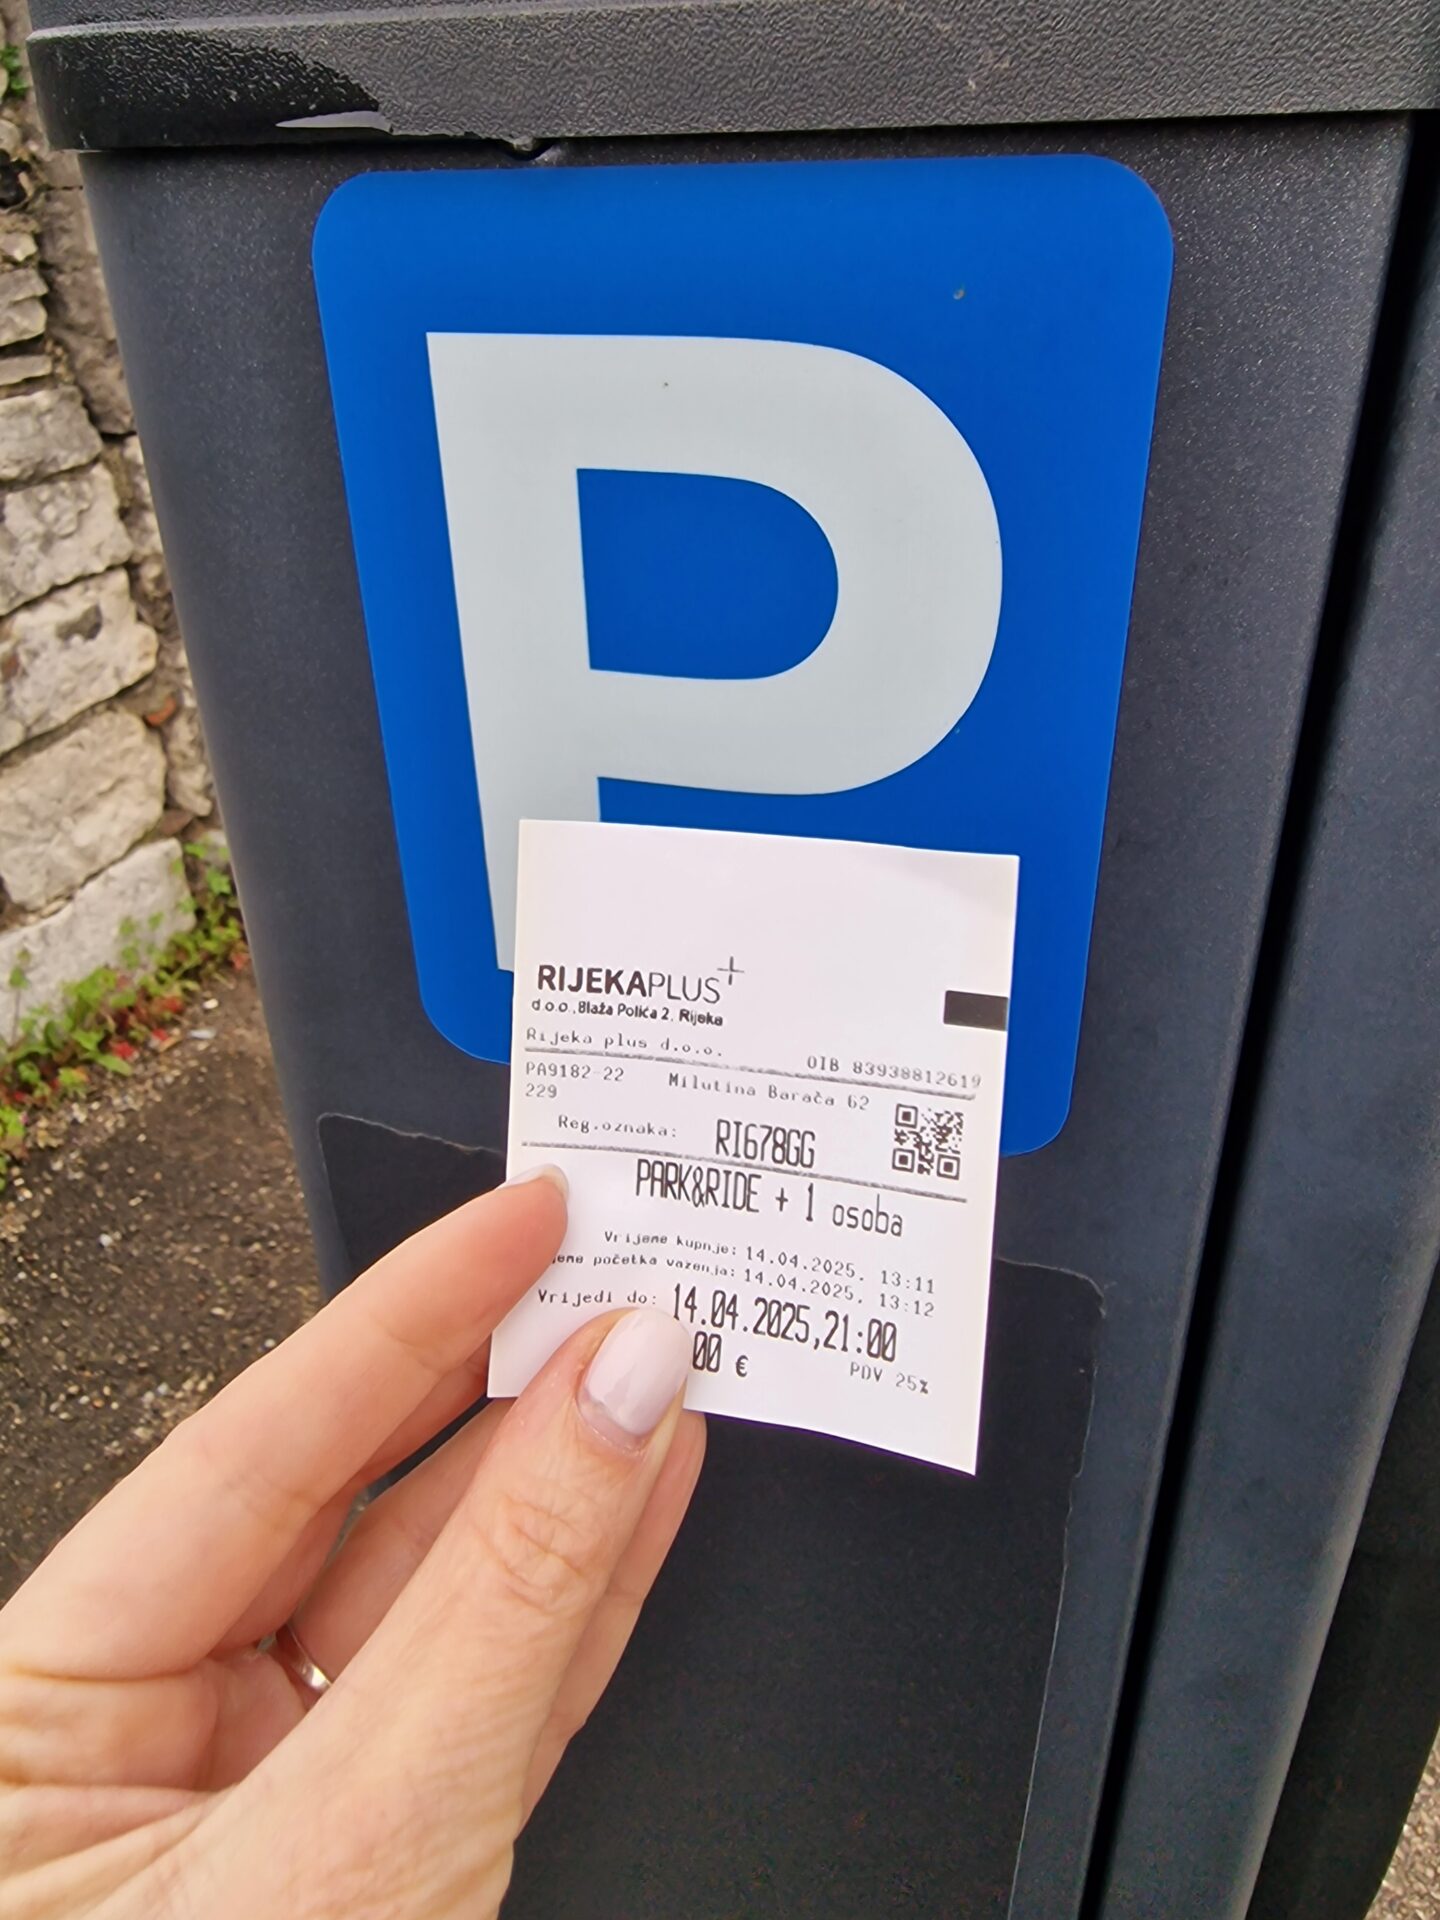 P
RIJEKAPLUS+
d.o.o., Blaža Polića 2, Rijeka
Rijeka plus d.o.o.
OIB 83938812619
PA9182-22 Milutina Barača 62
229
Reg.oznaka: RI678GG
PARK&RIDE + 1 osoba
Vrijeme kupnje: 14.04.2025. 13:11
početka vazenja: 14.04.2025. 13:12
Vrijedi do: 14.04.2025,21:00
00 € PDV 25%